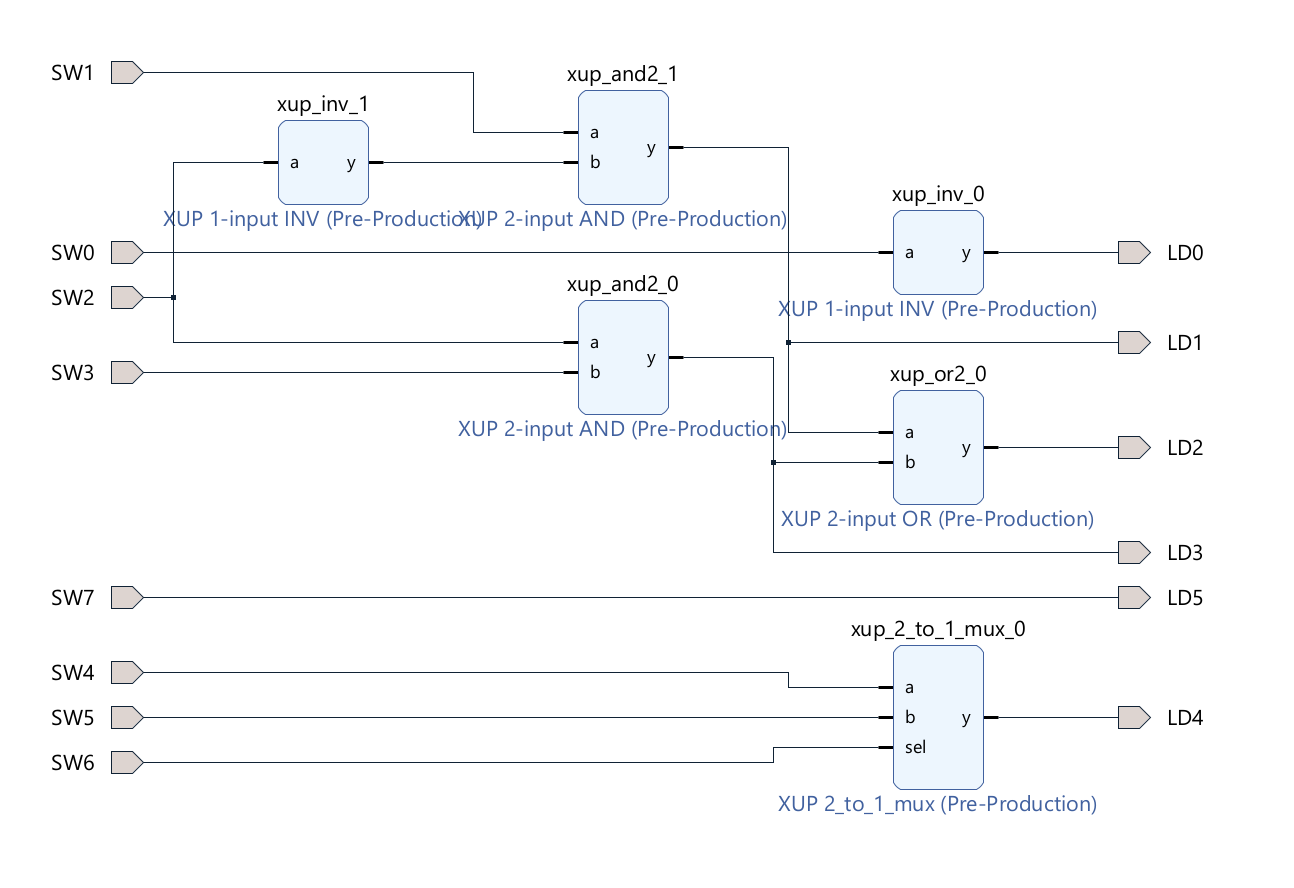 SW1
xup_and2_1
xup_inv_1
a
b
y
a
y
XUP 1-input INV (Pre-Production)
XUP 2-input AND (Pre-Production)
xup_inv_0
SW0
a
y
LD0
SW2
xup_and2_0
XUP 1-input INV (Pre-Production)
a
b
y
LD1
SW3
xup_or2_0
XUP 2-input AND (Pre-Production)
a
b
y
LD2
XUP 2-input OR (Pre-Production)
LD3
SW7
LD5
xup_2_to_1_mux_0
SW4
a
SW5
b
y
LD4
sel
SW6
XUP 2_to_1_mux (Pre-Production)